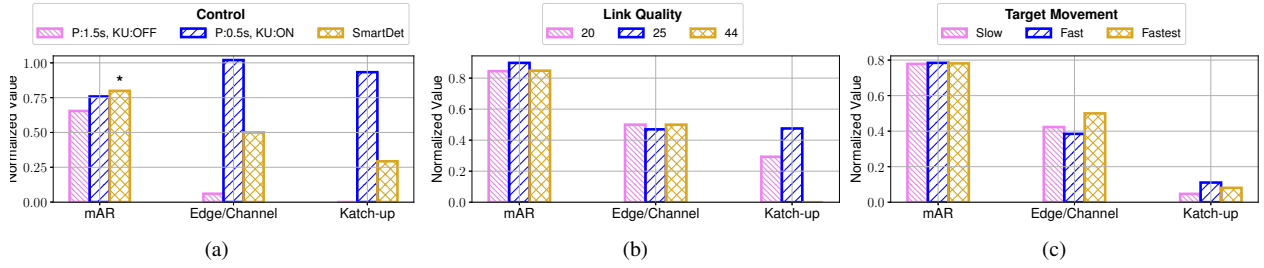 Control
P:1.5s, KU:OFF P:0.5s, KU:ON SmartDet
Normalized Value
1.00
0.75
0.50
0.25
0.00
*
mAR Edge/Channel Katch-up
(a)
Link Quality
20 25 44
Normalized Value
0.8
0.6
0.4
0.2
0.0
mAR Edge/Channel Katch-up
(b)
Target Movement
Slow Fast Fastest
Normalized Value
0.8
0.6
0.4
0.2
0.0
mAR Edge/Channel Katch-up
(c)